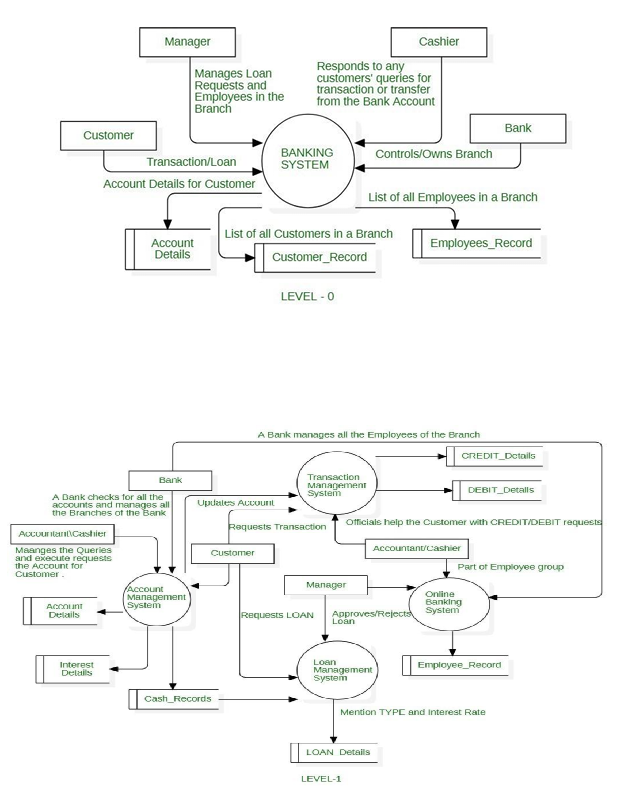 Manager
Cashier
Manages Loan
Requests and
Employees in the
Branch
Responds to any
customers' queries for
transaction or transfer
from the Bank Account
Customer
Bank
BANKING
SYSTEM
Transaction/Loan
Controls/Owns Branch
Account Details for Customer
List of all Employees in a Branch
List of all Customers in a Branch
Account
Details
Customer_Record
Employees_Record
LEVEL - 0
A Bank manages all the Employees of the Branch
Bank
Transaction
Management
System
CREDIT_Details
DEBIT_Details
A Bank checks for all the
accounts and manages all
the Branches of the Bank
Updates Account
Requests Transaction
Officials help the Customer with CREDIT/DEBIT requests
Accountant\Cashier
Maanges the Queries
and execute requests
the Account for
Customer .
Customer
Accountant/Cashier
Part of Employee group
Account
Management
System
Manager
Online
Banking
System
Account
Details
Requests LOAN
Approves/Rejects
Loan
Interest
Details
Loan
Management
System
Employee_Record
Cash_Records
Mention TYPE and Interest Rate
LOAN_Details
LEVEL-1